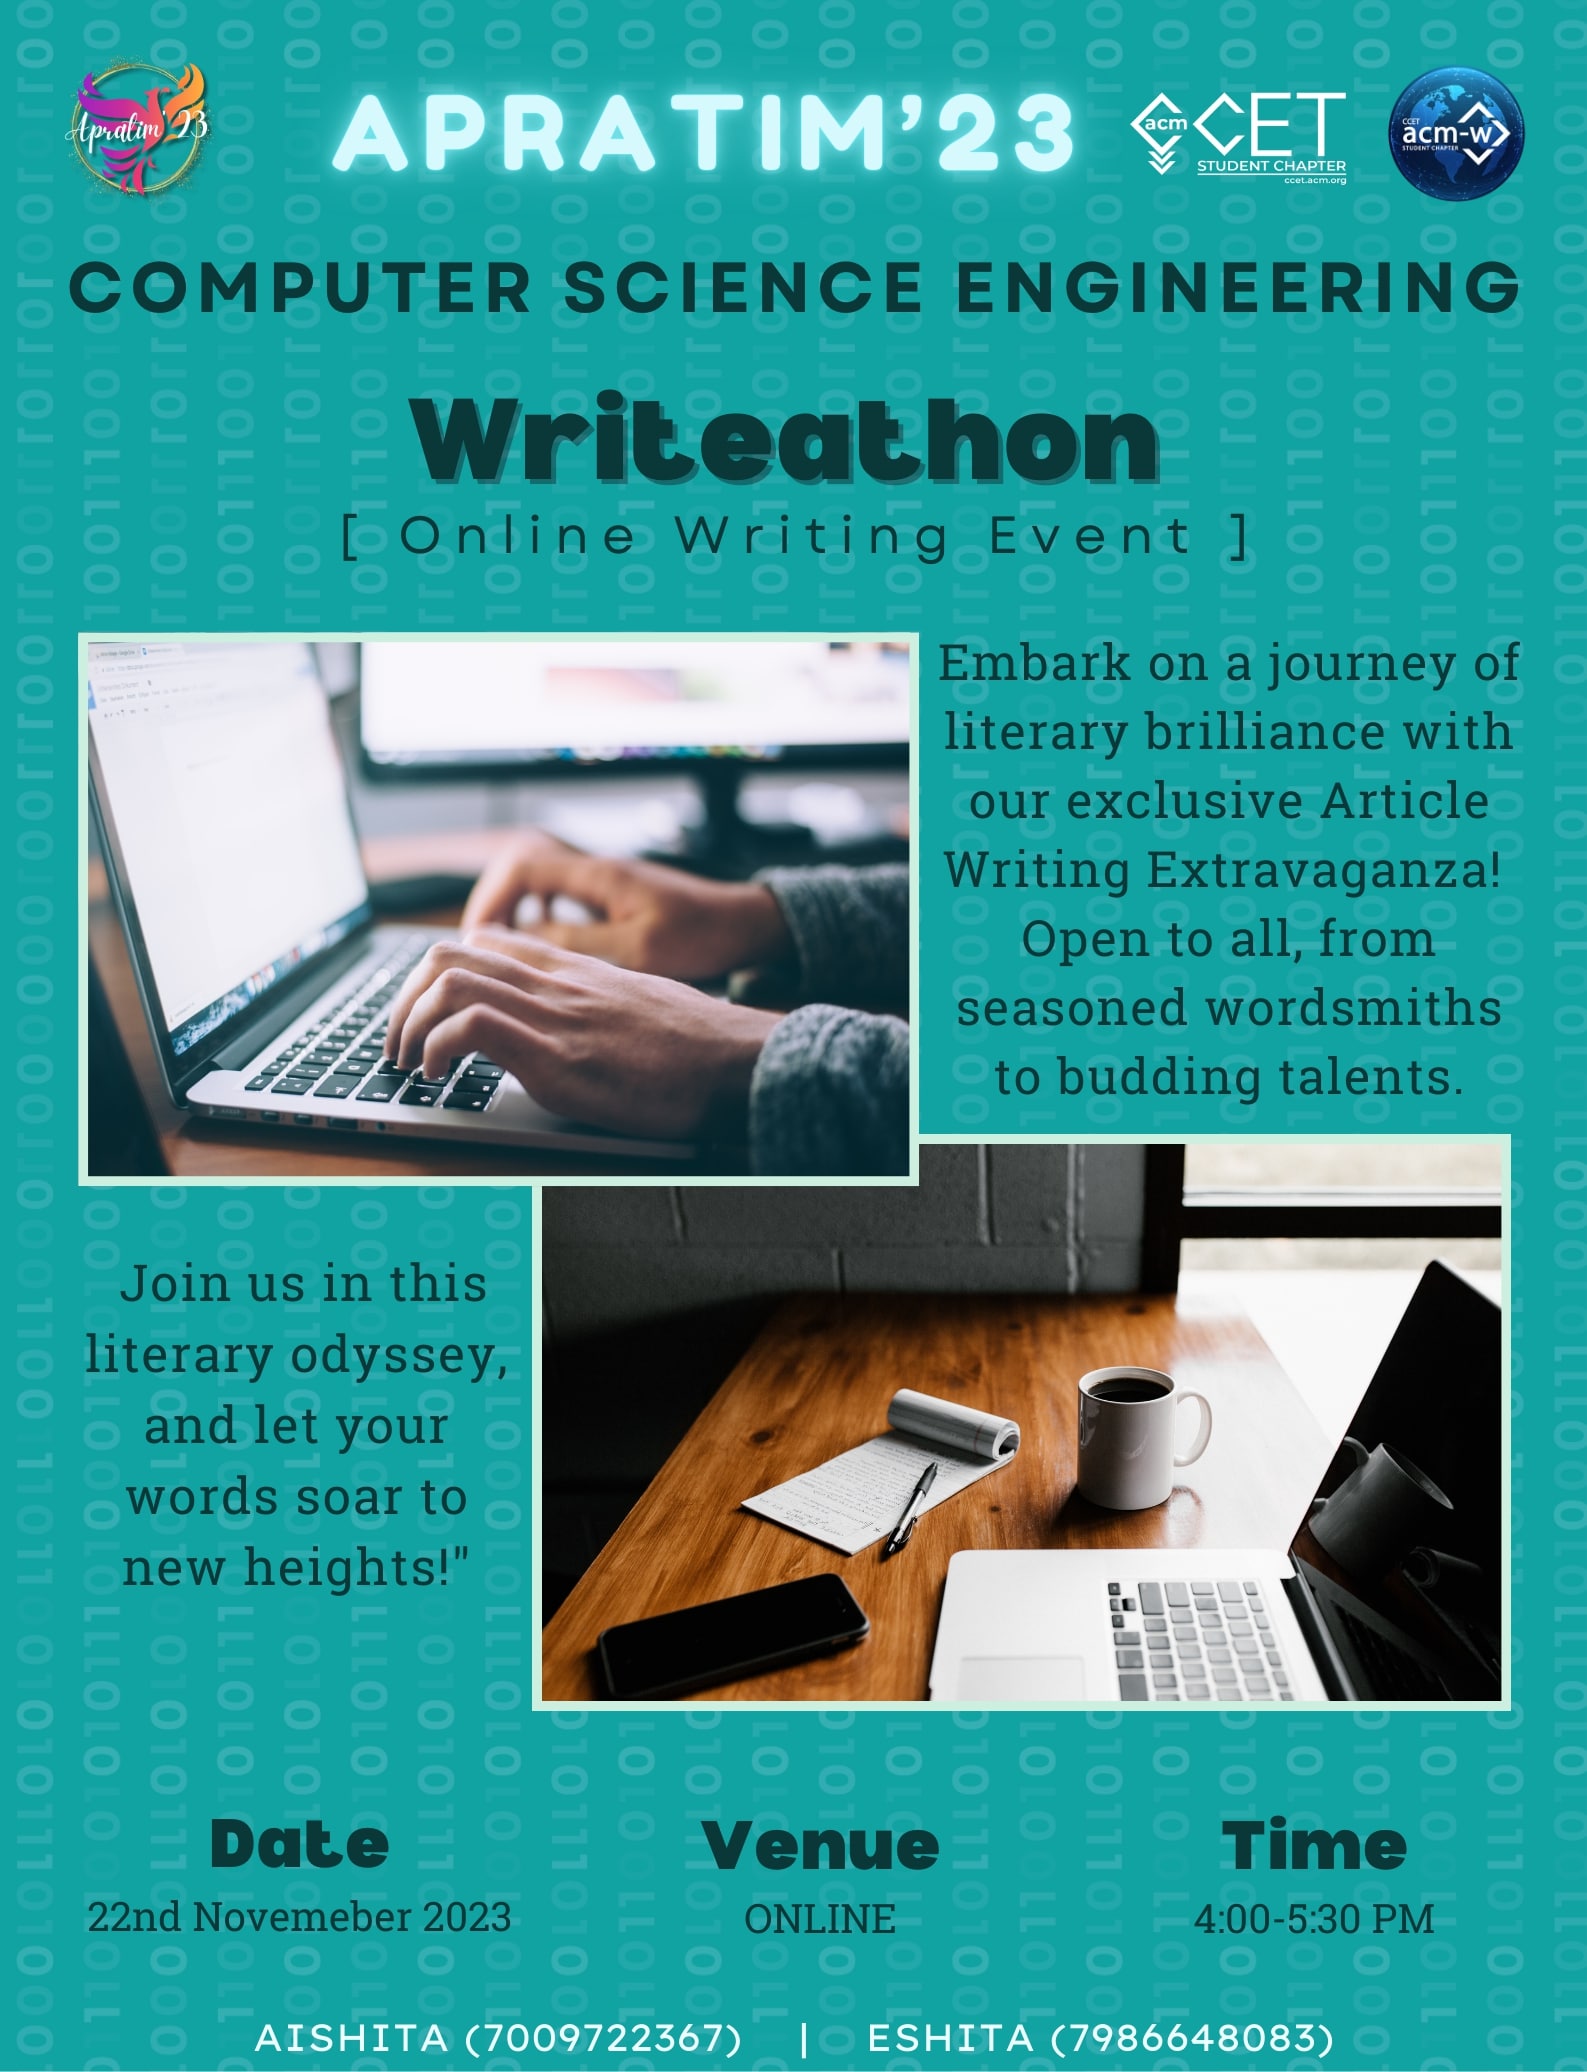 Apratim'23
APRATIM'23
acm CCET
STUDENT CHAPTER
ccet.acm.org
CCET
acm-w
STUDENT CHAPTER
COMPUTER SCIENCE ENGINEERING
Writeathon
[ Online Writing Event ]
Embark on a journey of
literary brilliance with
our exclusive Article
Writing Extravaganza!
Open to all, from
seasoned wordsmiths
to budding talents.
Join us in this
literary odyssey,
and let your
words soar to
new heights!"
Date
22nd Novemeber 2023
Venue
ONLINE
Time
4:00-5:30 PM
AISHITA (7009722367) | ESHITA (7986648083)